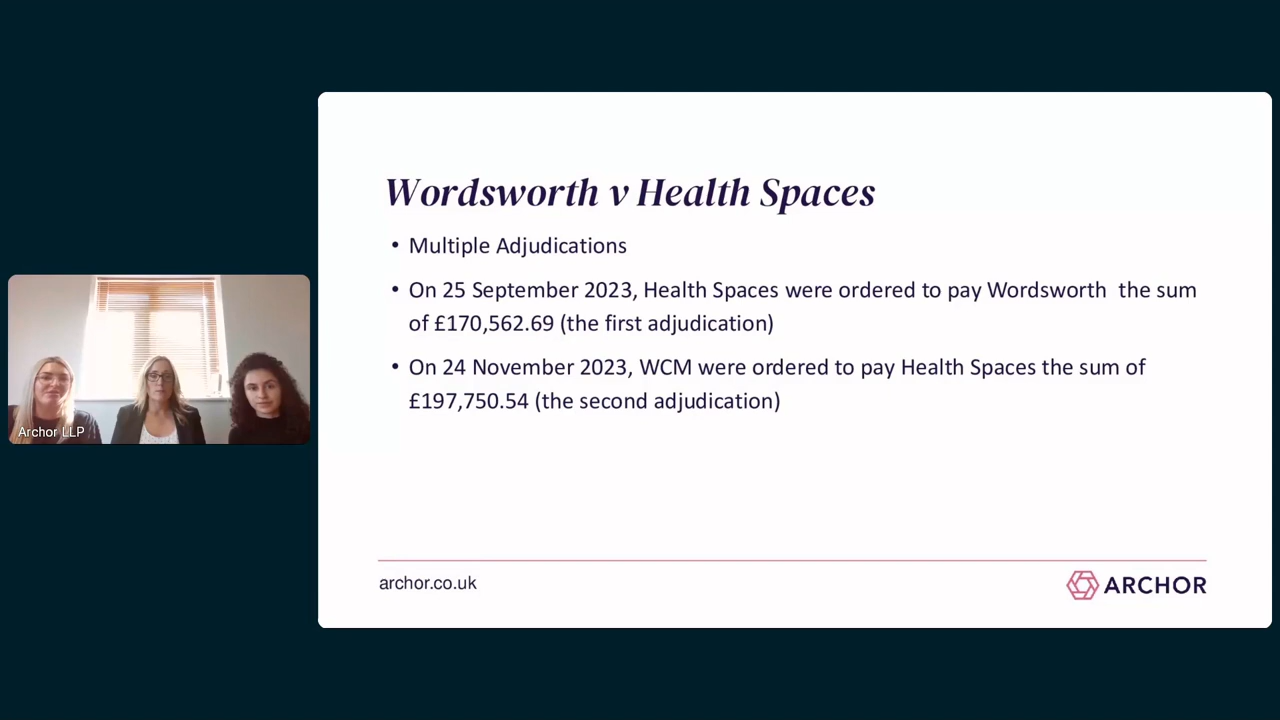 Wordsworth v Health Spaces
• Multiple Adjudications
• On 25 September 2023, Health Spaces were ordered to pay Wordsworth the sum
of £170,562.69 (the first adjudication)
• On 24 November 2023, WCM were ordered to pay Health Spaces the sum of
£197,750.54 (the second adjudication)
Archor LLP
archor.co.uk
ARCHOR